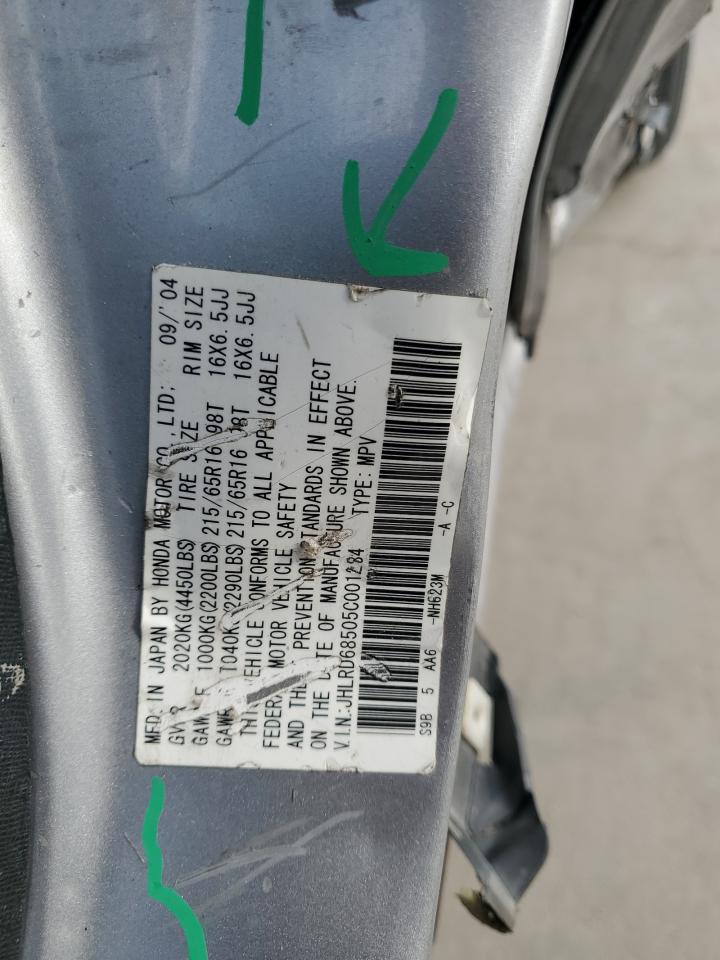 MFD. IN JAPAN BY HONDA MOTOR CO., LTD; 09/'04
2020KG(4450LBS) TIRE SIZE RIM SIZE
1000KG(2200LBS) 215/65R16 98T 16X6.5JJ
1040KG(2290LBS) 215/65R16 98T 16X6.5JJ
THIS VEHICLE CONFORMS TO ALL APPLICABLE
FEDERAL MOTOR VEHICLE SAFETY
AND THEFT PREVENTION STANDARDS IN EFFECT
ON THE DATE OF MANUFACTURE SHOWN ABOVE.
V.I.N:JHLRD68505C001284 TYPE: MPV
S9B 5 AA6 -NH623M -A -C